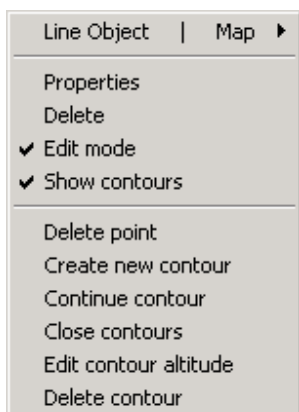 Line Object | Map
Properties
Delete
Edit mode
Show contours
Delete point
Create new contour
Continue contour
Close contours
Edit contour altitude
Delete contour